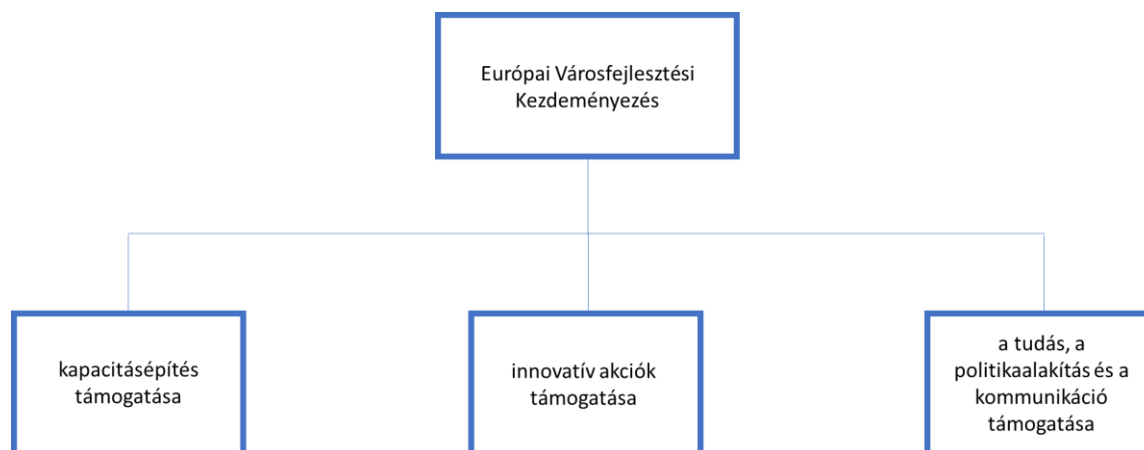 Európai Városfejlesztési
Kezdeményezés
kapacitásépítés
támogatása
innovatív akciók
támogatása
a tudás, a
politikaalakítás és a
kommunikáció
támogatása